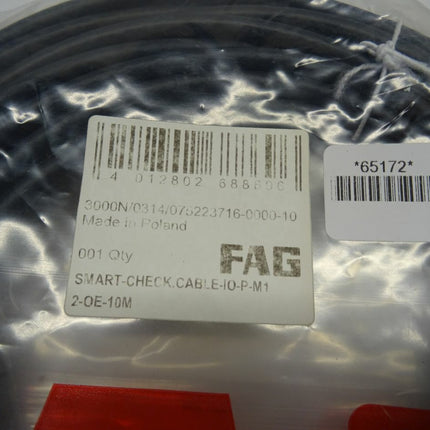 4 012802 688696
3000N/0314/075223716-0000-10
Made in Poland
001 Qty
FAG
SMART-CHECK.CABLE-IO-P-M1
2-OE-10M
*65172*